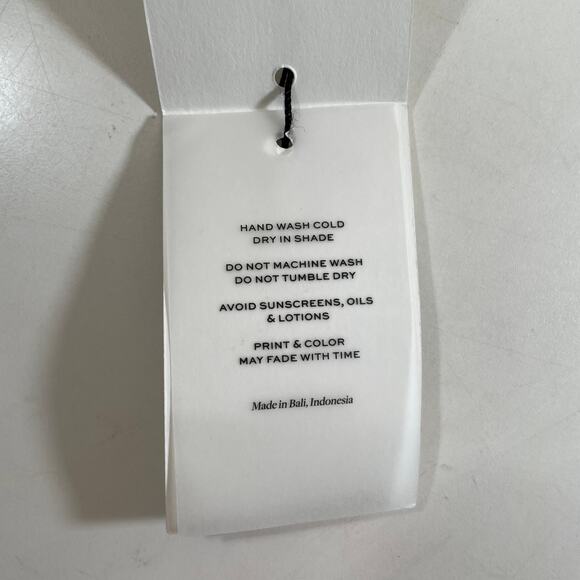 HAND WASH COLD
DRY IN SHADE
DO NOT MACHINE WASH
DO NOT TUMBLE DRY
AVOID SUNSCREENS, OILS
& LOTIONS
PRINT & COLOR
MAY FADE WITH TIME
Made in Bali, Indonesia